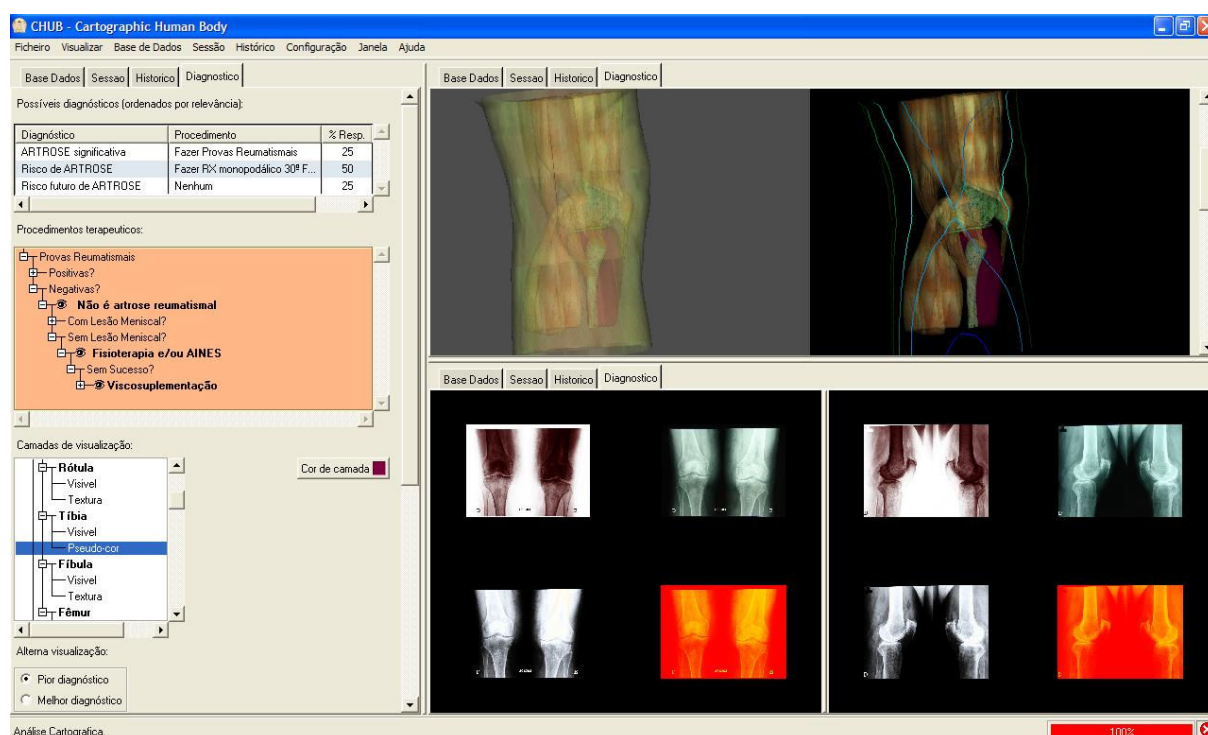 CHUB - Cartographic Human Body
Ficheiro Visualizar Base de Dados Sessão Histórico Configuração Janela Ajuda
Base Dados Sessao Historico Diagnostico
Possíveis diagnósticos (ordenados por relevância):
Diagnóstico Procedimento % Resp.
ARTROSE significativa Fazer Provas Reumatismais 25
Risco de ARTROSE Fazer RX monopodálico 30º F... 50
Risco futuro de ARTROSE Nenhum 25
Procedimentos terapeuticos:
Provas Reumatismais
Positivas?
Negativas?
Não é artrose reumatismal
Com Lesão Meniscal?
Sem Lesão Meniscal?
Fisioterapia e/ou AINES
Sem Sucesso?
Viscosuplementação
Camadas de visualização:
Cor de camada
Rótula
Visivel
Textura
Tíbia
Visivel
Pseudo-cor
Fíbula
Visivel
Textura
Fêmur
Alterna visualização:
Pior diagnóstico
Melhor diagnóstico
Base Dados Sessao Historico Diagnostico
Base Dados Sessao Historico Diagnostico
Análise Cartografica.
100%